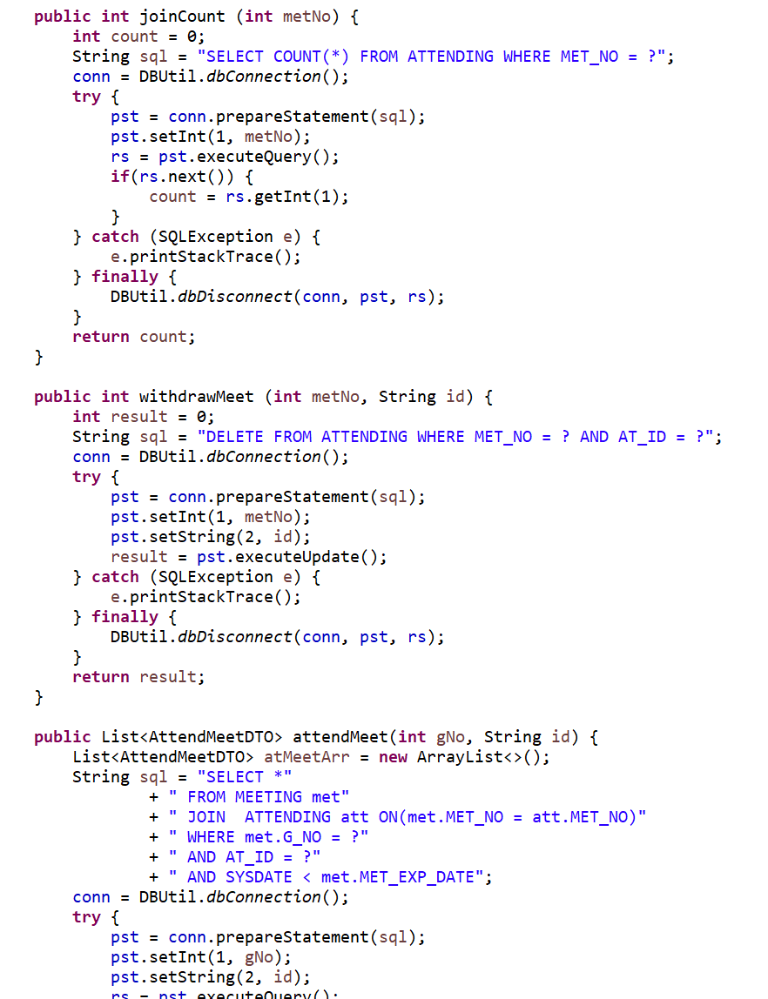 public int joinCount (int metNo) {
    int count = 0;
    String sql = "SELECT COUNT(*) FROM ATTENDING WHERE MET_NO = ?";
    conn = DBUtil.dbConnection();
    try {
        pst = conn.prepareStatement(sql);
        pst.setInt(1, metNo);
        rs = pst.executeQuery();
        if(rs.next()) {
            count = rs.getInt(1);
        }
    } catch (SQLException e) {
        e.printStackTrace();
    } finally {
        DBUtil.dbDisconnect(conn, pst, rs);
    }
    return count;
}

public int withdrawMeet (int metNo, String id) {
    int result = 0;
    String sql = "DELETE FROM ATTENDING WHERE MET_NO = ? AND AT_ID = ?";
    conn = DBUtil.dbConnection();
    try {
        pst = conn.prepareStatement(sql);
        pst.setInt(1, metNo);
        pst.setString(2, id);
        result = pst.executeUpdate();
    } catch (SQLException e) {
        e.printStackTrace();
    } finally {
        DBUtil.dbDisconnect(conn, pst, rs);
    }
    return result;
}

public List<AttendMeetDTO> attendMeet(int gNo, String id) {
    List<AttendMeetDTO> atMeetArr = new ArrayList<>();
    String sql = "SELECT *"
            + " FROM MEETING met"
            + " JOIN  ATTENDING att ON(met.MET_NO = att.MET_NO)"
            + " WHERE met.G_NO = ?"
            + " AND AT_ID = ?"
            + " AND SYSDATE < met.MET_EXP_DATE";
    conn = DBUtil.dbConnection();
    try {
        pst = conn.prepareStatement(sql);
        pst.setInt(1, gNo);
        pst.setString(2, id);
        rs = pst.executeQuery();